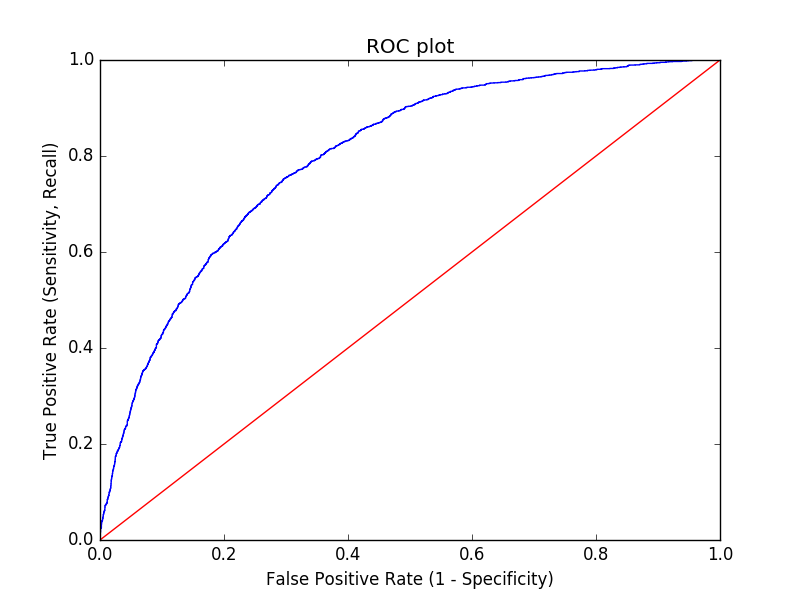 ROC plot
True Positive Rate (Sensitivity, Recall)
1.0
0.8
0.6
0.4
0.2
0.0
0.0 0.2 0.4 0.6 0.8 1.0
False Positive Rate (1 - Specificity)